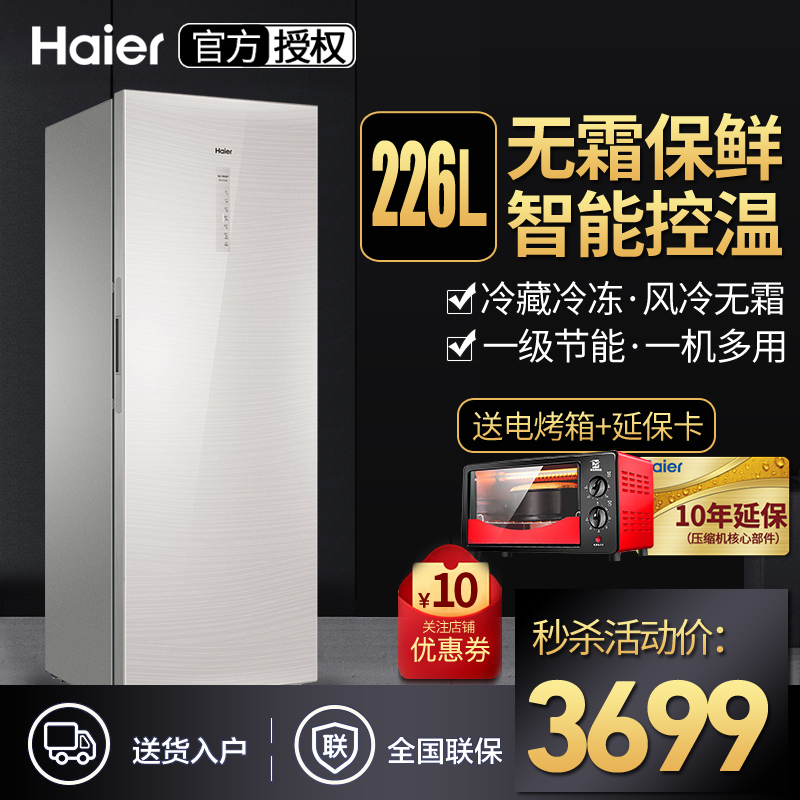 Haier 官方授权
Haier
226L
无霜保鲜
智能控温
冷藏冷冻·风冷无霜
一级节能·一机多用
送电烤箱+延保卡
aier
10年延保
(压缩机核心部件)
¥10
关注店铺
优惠券
秒杀活动价:
3699
送货入户
联
全国联保